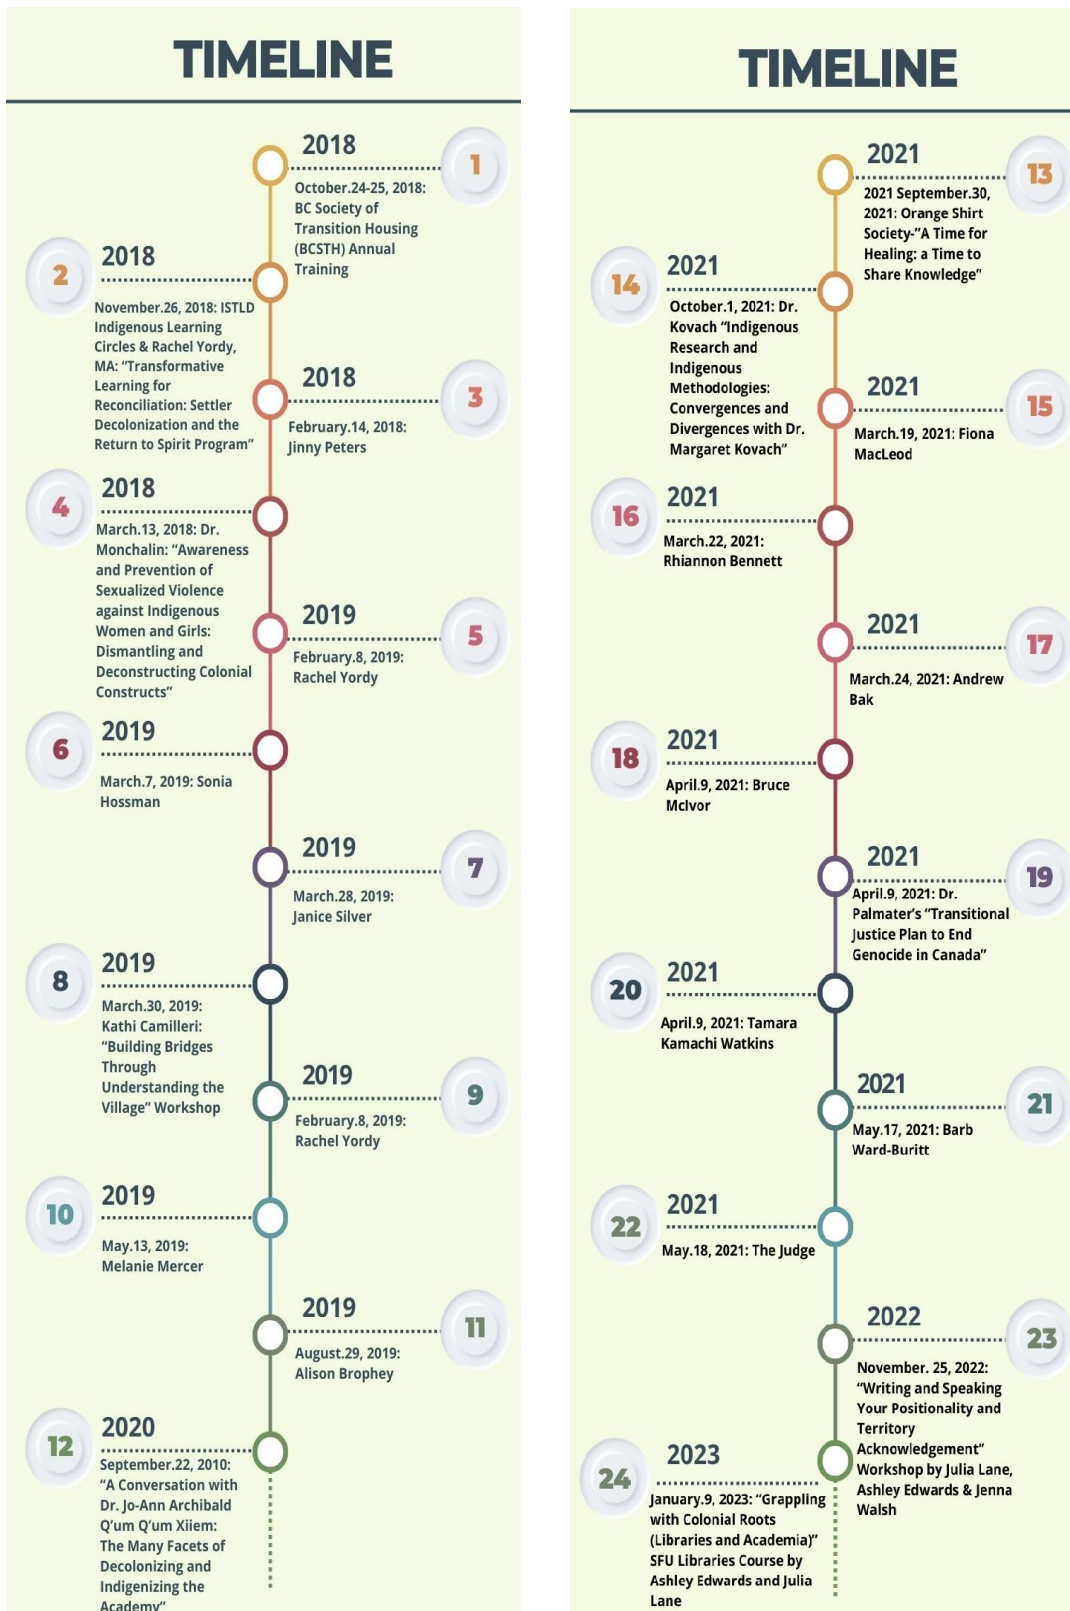 TIMELINE
2018
1
October.24-25, 2018:
BC Society of
Transition Housing
(BCSTH) Annual
Training
2018
2
November.26, 2018: ISTLD
Indigenous Learning
Circles & Rachel Yordy,
MA: “Transformative
Learning for
Reconciliation: Settler
Decolonization and the
Return to Spirit Program”
2018
3
February.14, 2018:
Jinny Peters
2018
4
March.13, 2018: Dr.
Monchalin: “Awareness
and Prevention of
Sexualized Violence
against Indigenous
Women and Girls:
Dismantling and
Deconstructing Colonial
Constructs”
2019
5
February.8, 2019:
Rachel Yordy
2019
6
March.7, 2019: Sonia
Hossman
2019
7
March.28, 2019:
Janice Silver
2019
8
March.30, 2019:
Kathi Camilleri:
“Building Bridges
Through
Understanding the
Village” Workshop
2019
9
February.8, 2019:
Rachel Yordy
2019
10
May.13, 2019:
Melanie Mercer
2019
11
August.29, 2019:
Alison Brophey
2020
12
September.22, 2010:
“A Conversation with
Dr. Jo-Ann Archibald
Q’um Q’um Xiiem:
The Many Facets of
Decolonizing and
Indigenizing the
Academy”
TIMELINE
2021
13
2021 September.30,
2021: Orange Shirt
Society-”A Time for
Healing: a Time to
Share Knowledge”
2021
14
October.1, 2021: Dr.
Kovach “Indigenous
Research and
Indigenous
Methodologies:
Convergences and
Divergences with Dr.
Margaret Kovach”
2021
15
March.19, 2021: Fiona
MacLeod
2021
16
March.22, 2021:
Rhiannon Bennett
2021
17
March.24, 2021: Andrew
Bak
2021
18
April.9, 2021: Bruce
McIvor
2021
19
April.9, 2021: Dr.
Palmater’s “Transitional
Justice Plan to End
Genocide in Canada”
2021
20
April.9, 2021: Tamara
Kamachi Watkins
2021
21
May.17, 2021: Barb
Ward-Buritt
2021
22
May.18, 2021: The Judge
2022
23
November. 25, 2022:
“Writing and Speaking
Your Positionality and
Territory
Acknowledgement”
Workshop by Julia Lane,
Ashley Edwards & Jenna
Walsh
2023
24
January.9, 2023: “Grappling
with Colonial Roots
(Libraries and Academia)”
SFU Libraries Course by
Ashley Edwards and Julia
Lane